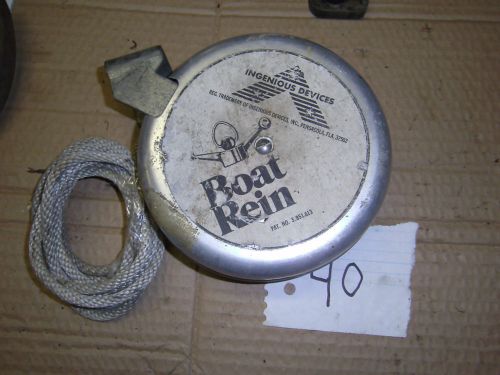 INGENIOUS DEVICES
REG. TRADEMARK OF INGENIOUS DEVICES, INC., PENSACOLA, FLA. 32502
Boat
Rein
PAT. NO. 3,851,613
40